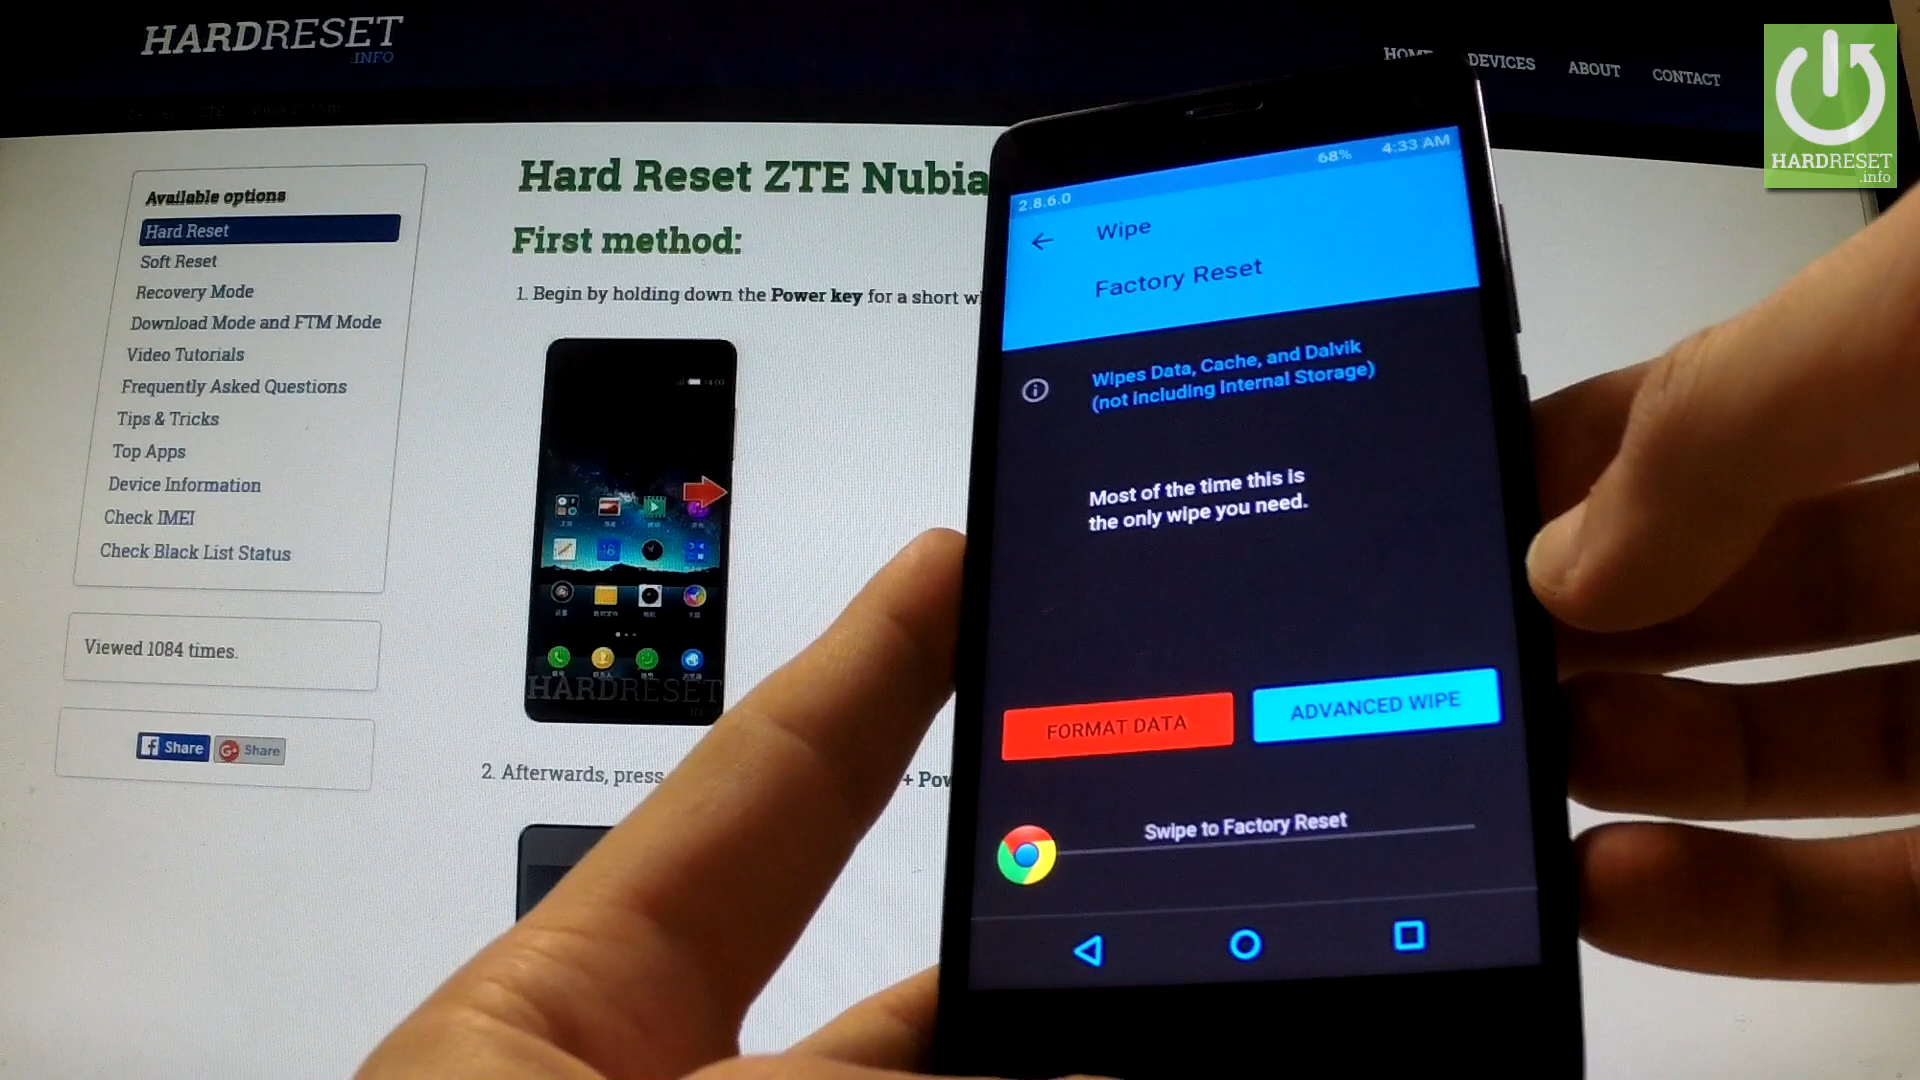 HARDRESET
.INFO
HOME
DEVICES
ABOUT
CONTACT
HARDRESET
.info
Available options
Hard Reset
Soft Reset
Recovery Mode
Download Mode and FTM Mode
Video Tutorials
Frequently Asked Questions
Tips & Tricks
Top Apps
Device Information
Check IMEI
Check Black List Status
Viewed 1084 times.
Share
Share
Hard Reset ZTE Nubia
First method:
1. Begin by holding down the Power key for a short
HARDRESET
2. Afterwards, press
2.8.6.0
68%
4:33 AM
Wipe
Factory Reset
Wipes Data, Cache, and Dalvik
(not including Internal Storage)
Most of the time this is
the only wipe you need.
FORMAT DATA
ADVANCED WIPE
Swipe to Factory Reset